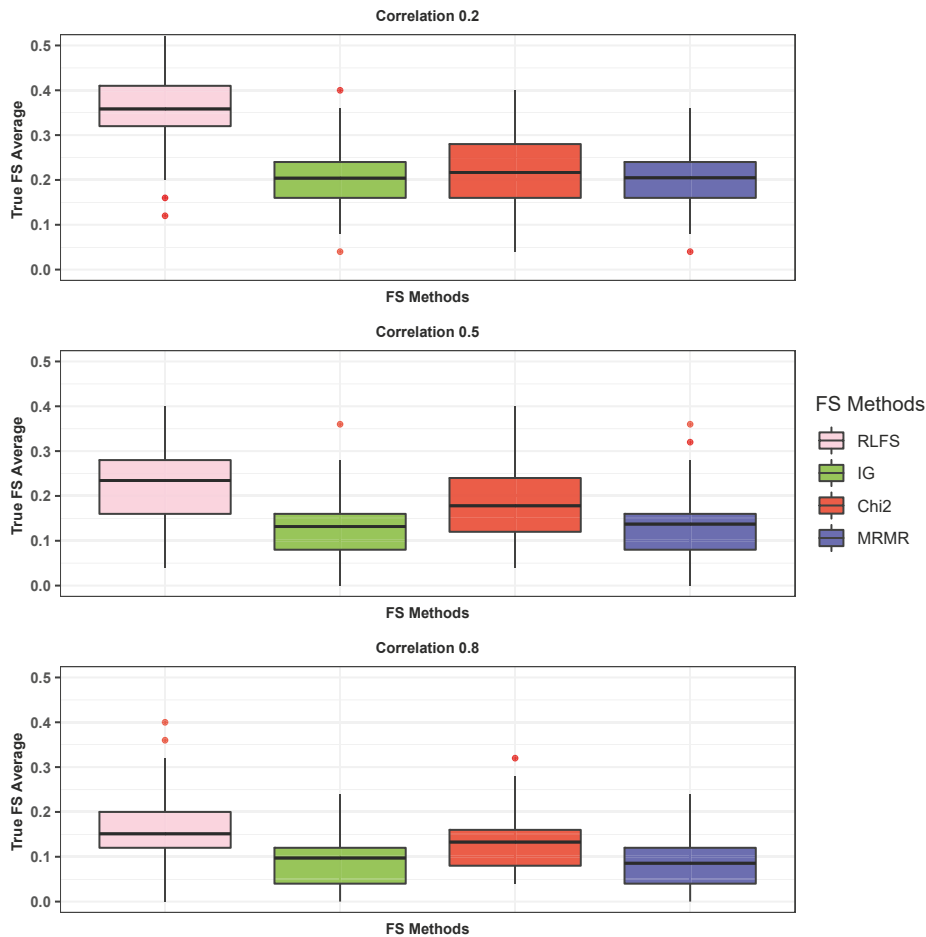 Correlation 0.2
True FS Average
0.5
0.4
0.3
0.2
0.1
0.0
FS Methods
Correlation 0.5
True FS Average
0.5
0.4
0.3
0.2
0.1
0.0
FS Methods
FS Methods
RLFS
IG
Chi2
MRMR
Correlation 0.8
True FS Average
0.5
0.4
0.3
0.2
0.1
0.0
FS Methods